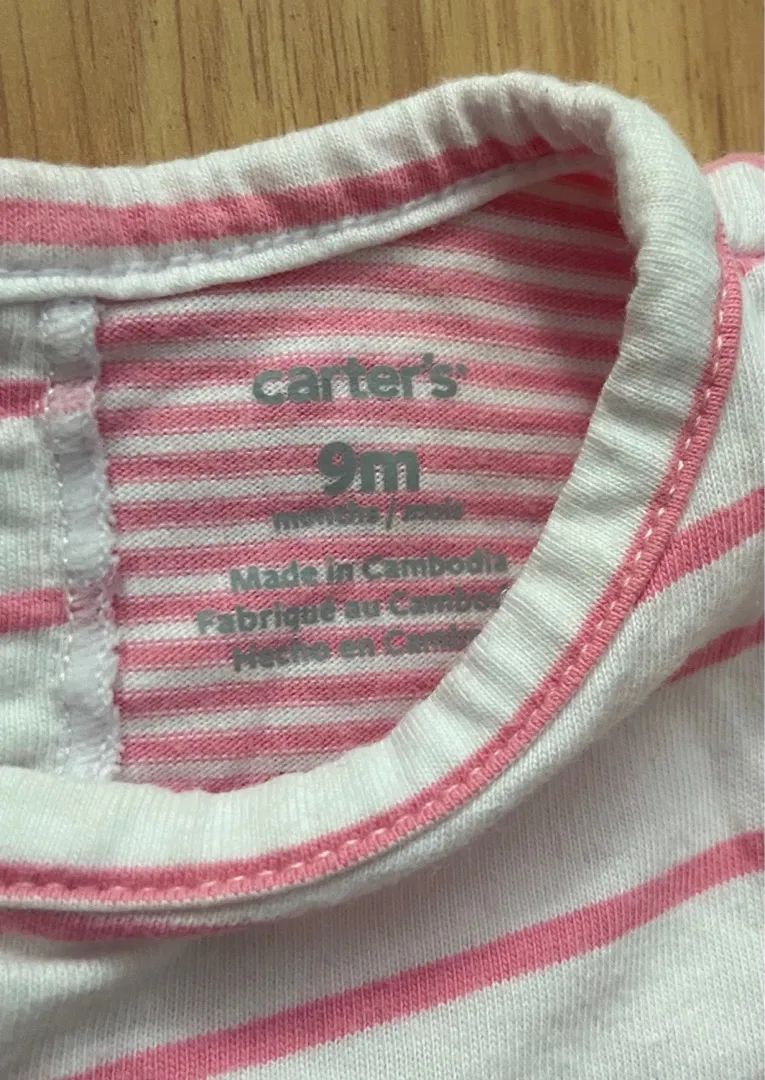 carter's
9m
months / mois
Made in Cambodia
Fabriqué au
Hecho en